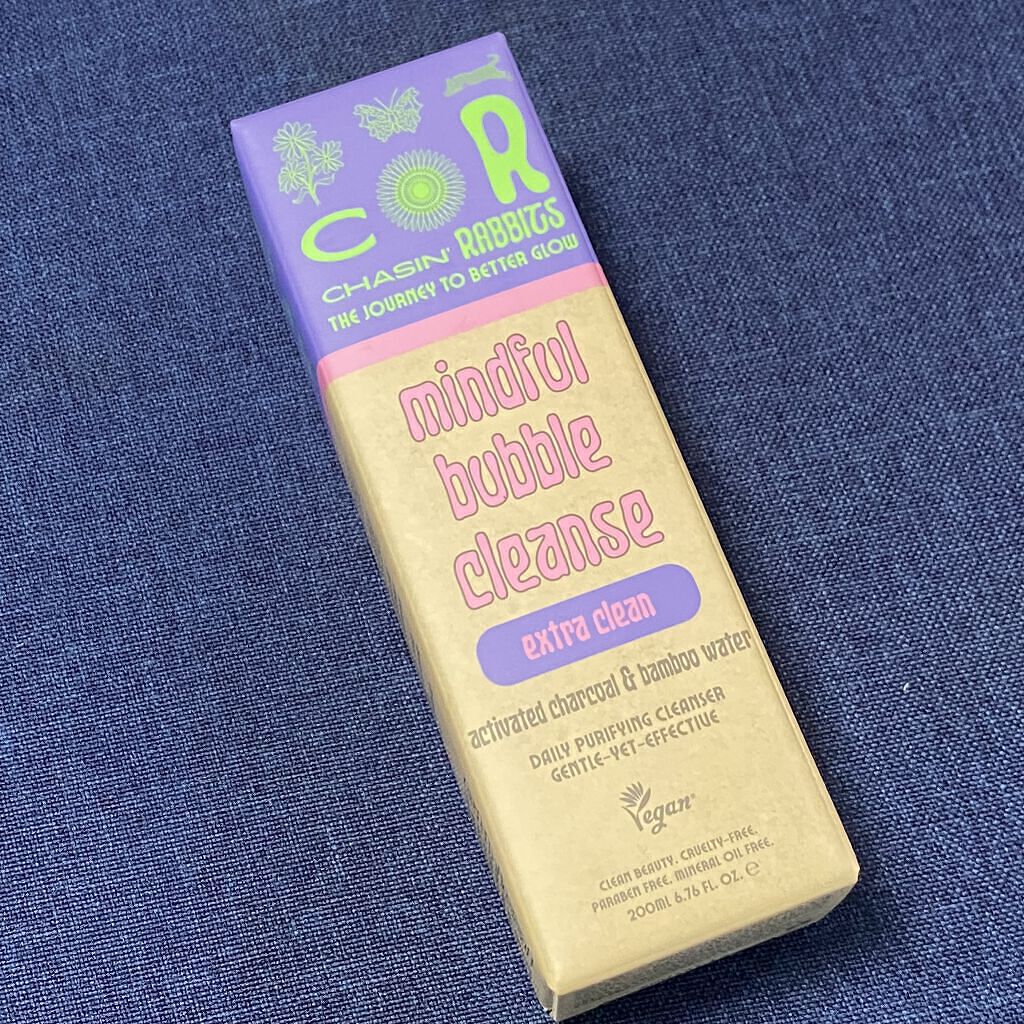 C R
CHASIN' RABBITS
THE JOURNEY TO BETTER GLOW
mindful
bubble
cleanse
extra clean
activated charcoal & bamboo water
DAILY PURIFYING CLEANSER
GENTLE-YET-EFFECTIVE
Vegan
CLEAN BEAUTY. CRUELTY-FREE.
PARABEN FREE. MINERAL OIL FREE.
200ML 6.76 FL. OZ. ℮